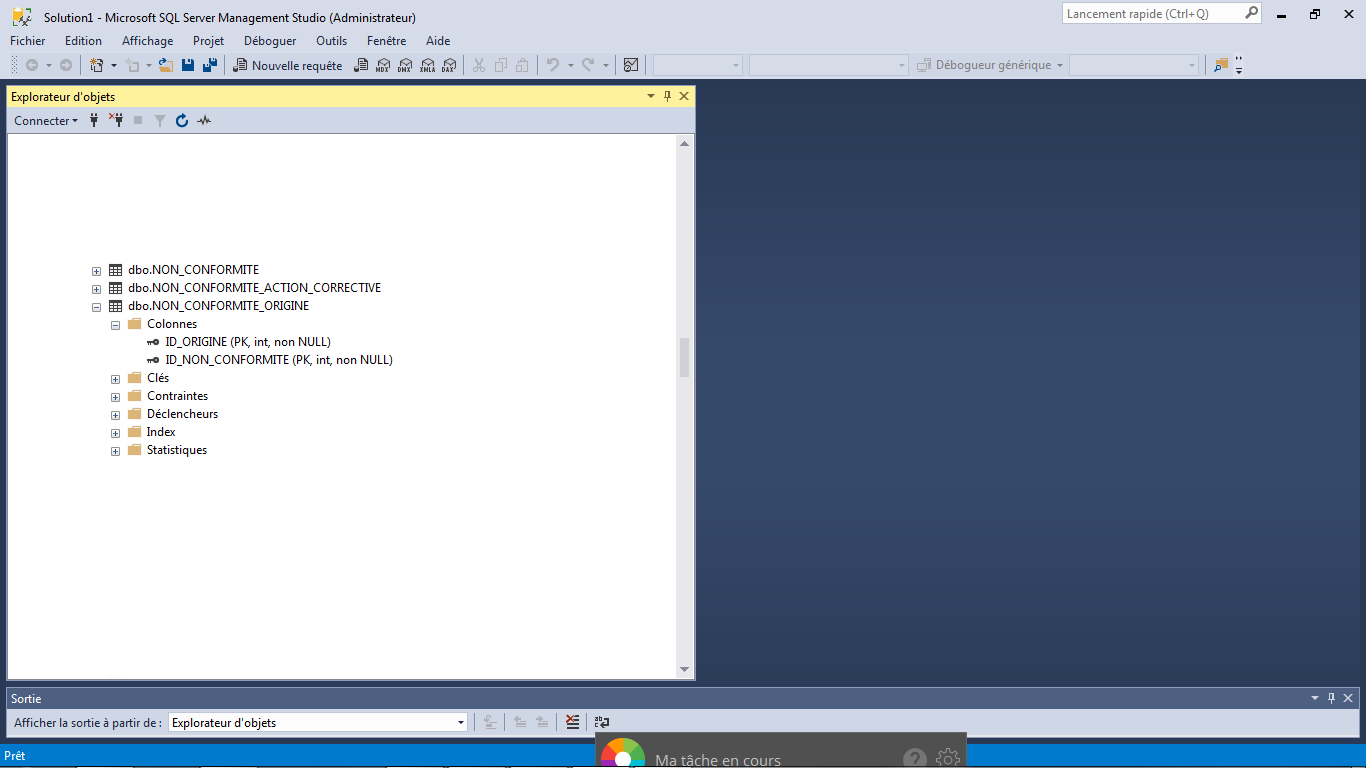 Solution1 - Microsoft SQL Server Management Studio (Administrateur)
Lancement rapide (Ctrl+Q)
Fichier Edition Affichage Projet Déboguer Outils Fenêtre Aide
Nouvelle requête MDX DMX XMLA DAX Débogueur générique
Explorateur d'objets
Connecter
dbo.NON_CONFORMITE
dbo.NON_CONFORMITE_ACTION_CORRECTIVE
dbo.NON_CONFORMITE_ORIGINE
Colonnes
ID_ORIGINE (PK, int, non NULL)
ID_NON_CONFORMITE (PK, int, non NULL)
Clés
Contraintes
Déclencheurs
Index
Statistiques
Sortie
Afficher la sortie à partir de : Explorateur d'objets
Prêt
Ma tâche en cours